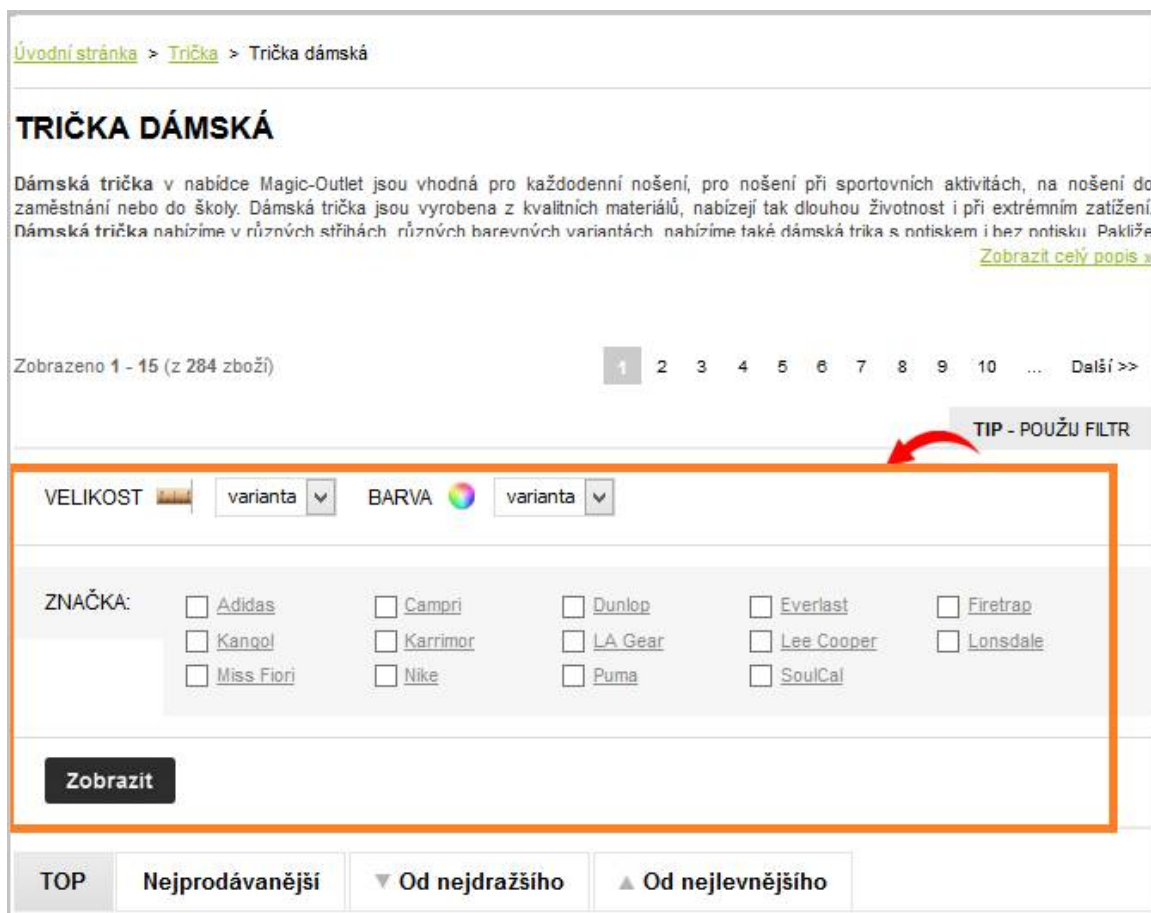 Úvodní stránka > Trička > Trička dámská
TRIČKA DÁMSKÁ
Dámská trička v nabídce Magic-Outlet jsou vhodná pro každodenní nošení, pro nošení při sportovních aktivitách, na nošení do
zaměstnání nebo do školy. Dámská trička jsou vyrobena z kvalitních materiálů, nabízejí tak dlouhou životnost i při extrémním zatížení
Dámská trička nabízíme v různých střihách, různých barevných variantách, nabízíme také dámská trika s potiskem i bez potisku. Pakliže
Zobrazit celý popis »
Zobrazeno 1 - 15 (z 284 zboží) 1 2 3 4 5 6 7 8 9 10 ... Další >>
TIP - POUŽIJ FILTR
VELIKOST varianta BARVA varianta
ZNAČKA: Adidas Campri Dunlop Everlast Firetrap
Kangol Karrimor LA Gear Lee Cooper Lonsdale
Miss Fiori Nike Puma SoulCal
Zobrazit
TOP Nejprodávanější ▼ Od nejdražšího ▲ Od nejlevnějšího